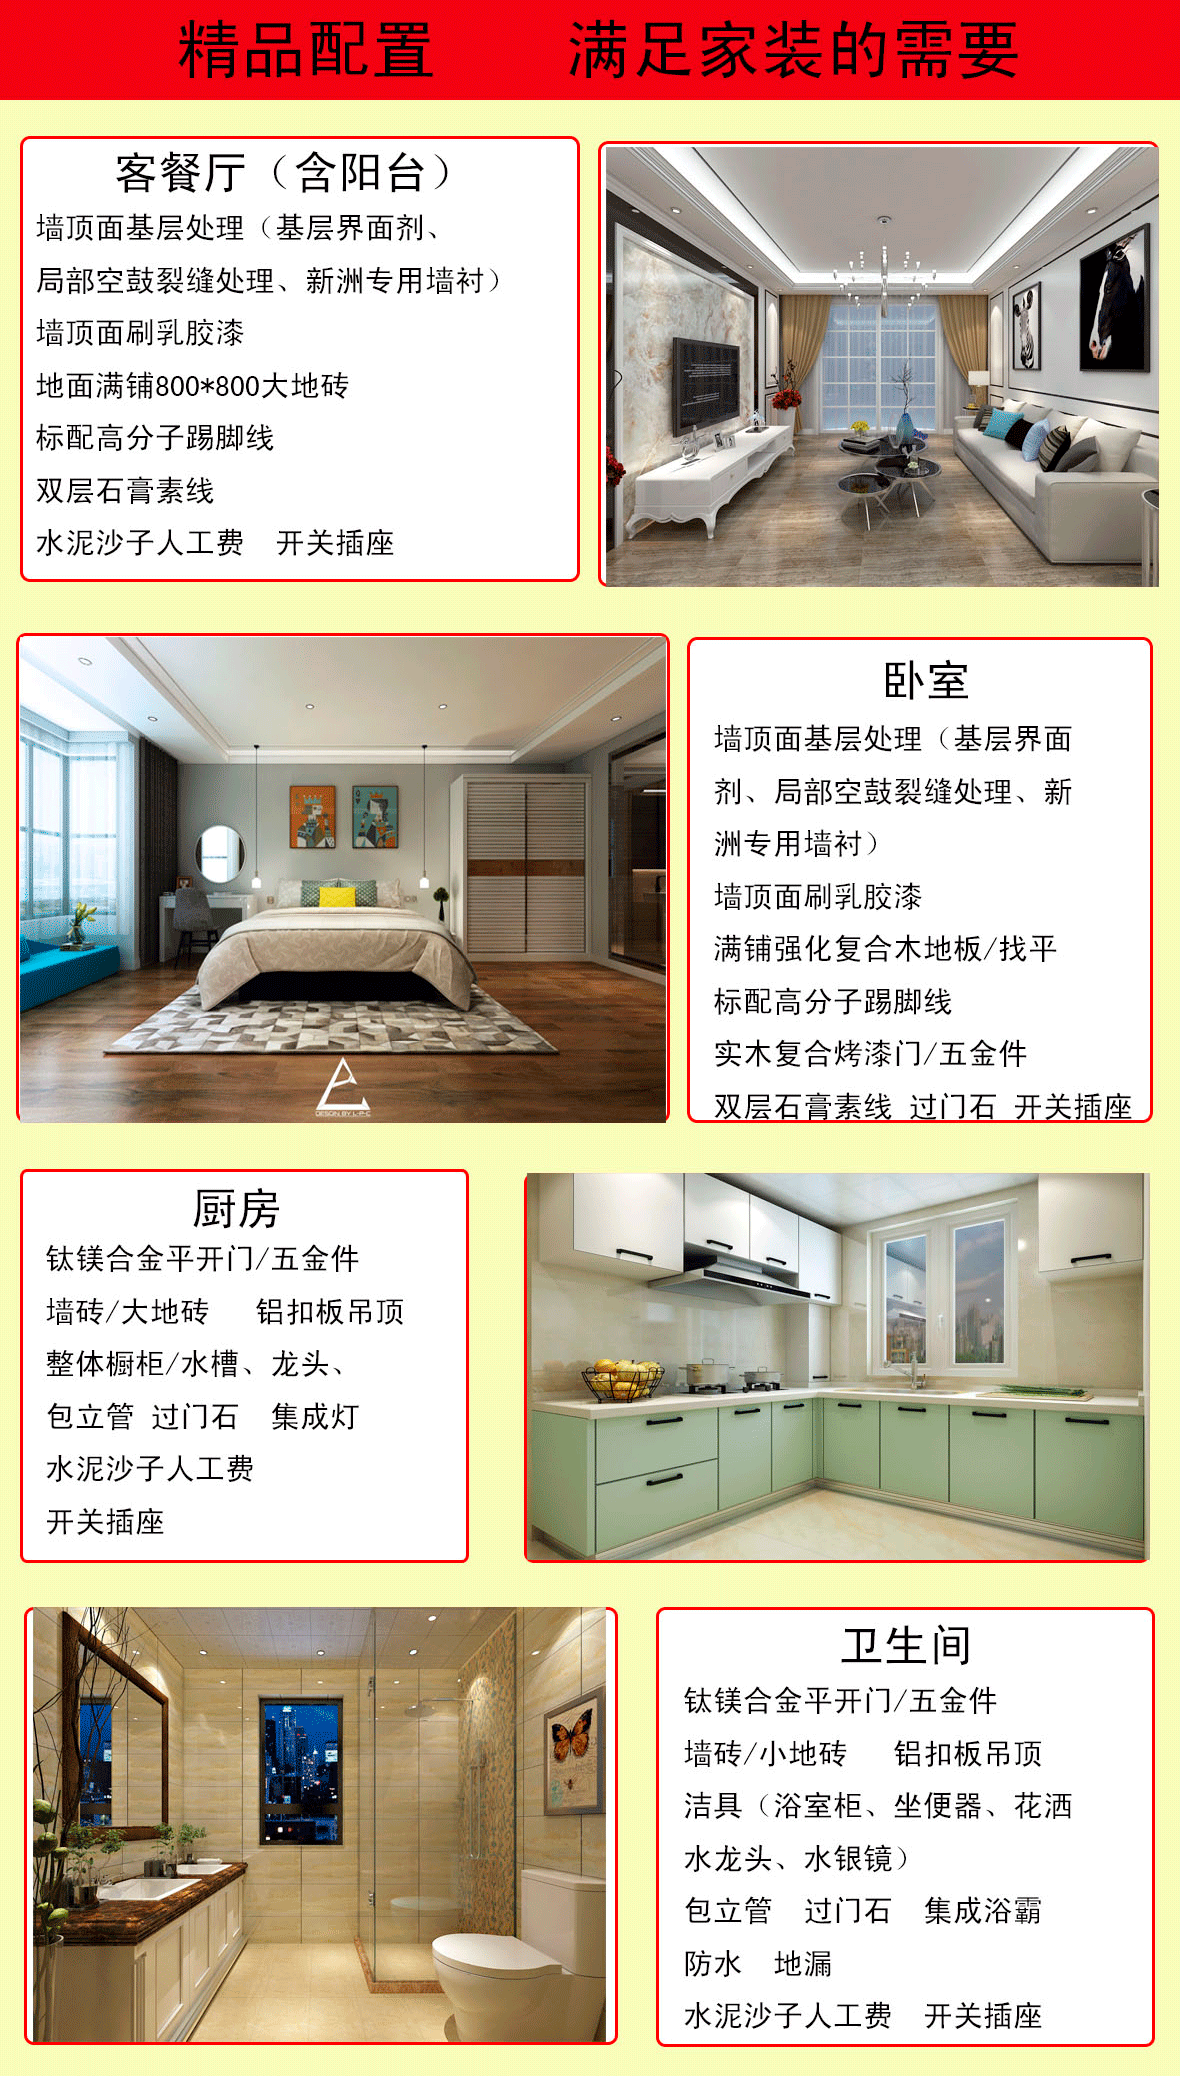 精品配置 满足家装的需要
客餐厅（含阳台）
墙顶面基层处理（基层界面剂、
局部空鼓裂缝处理、新洲专用墙衬）
墙顶面刷乳胶漆
地面满铺800*800大地砖
标配高分子踢脚线
双层石膏素线
水泥沙子人工费 开关插座
卧室
墙顶面基层处理（基层界面
剂、局部空鼓裂缝处理、新
洲专用墙衬）
墙顶面刷乳胶漆
满铺强化复合木地板/找平
标配高分子踢脚线
实木复合烤漆门/五金件
双层石膏素线 过门石 开关插座
DESIGN BY L-P-C
厨房
钛镁合金平开门/五金件
墙砖/大地砖 铝扣板吊顶
整体橱柜/水槽、龙头、
包立管 过门石 集成灯
水泥沙子人工费
开关插座
卫生间
钛镁合金平开门/五金件
墙砖/小地砖 铝扣板吊顶
洁具（浴室柜、坐便器、花洒
水龙头、水银镜）
包立管 过门石 集成浴霸
防水 地漏
水泥沙子人工费 开关插座